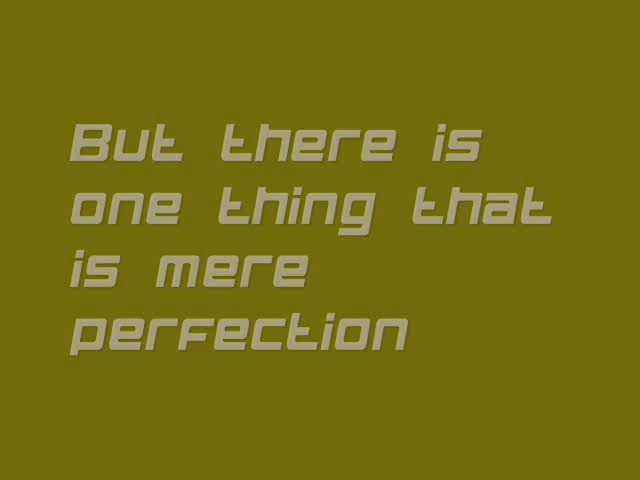 But there is
one thing that
is mere
perfection